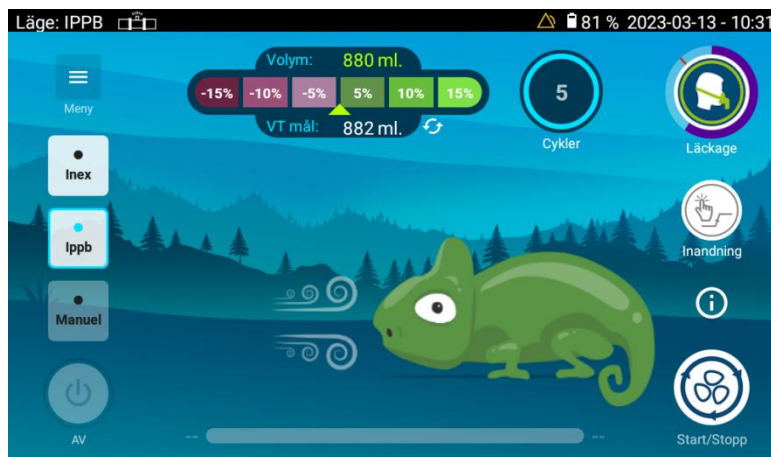 Läge: IPPB
81 % 2023-03-13 - 10:31
Meny
Volym: 880 ml.
-15% -10% -5% 5% 10% 15%
VT mål: 882 ml.
5
Cykler
Läckage
Inex
Ippb
Manuel
AV
Inandning
-- --
Start/Stopp